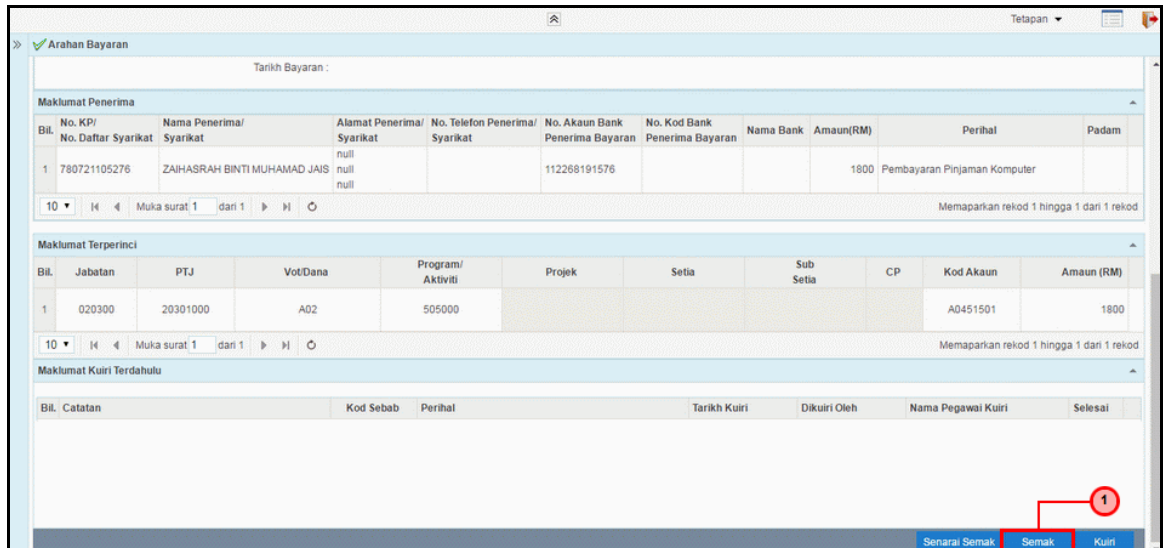 Tetapan
Arahan Bayaran
Tarikh Bayaran :
Maklumat Penerima
Bil. No. KP/ No. Daftar Syarikat Nama Penerima/ Syarikat Alamat Penerima/ Syarikat No. Telefon Penerima/ Syarikat No. Akaun Bank Penerima Bayaran No. Kod Bank Penerima Bayaran Nama Bank Amaun(RM) Perihal Padam
1 780721105276 ZAIHASRAH BINTI MUHAMAD JAIS null null null 112268191576 1800 Pembayaran Pinjaman Komputer
10 Muka surat 1 dari 1 Memaparkan rekod 1 hingga 1 dari 1 rekod
Maklumat Terperinci
Bil. Jabatan PTJ Vot/Dana Program/ Aktiviti Projek Setia Sub Setia CP Kod Akaun Amaun (RM)
1 020300 20301000 A02 505000 A0451501 1800
10 Muka surat 1 dari 1 Memaparkan rekod 1 hingga 1 dari 1 rekod
Maklumat Kuiri Terdahulu
Bil. Catatan Kod Sebab Perihal Tarikh Kuiri Dikuiri Oleh Nama Pegawai Kuiri Selesai
1
Senarai Semak Semak Kuiri